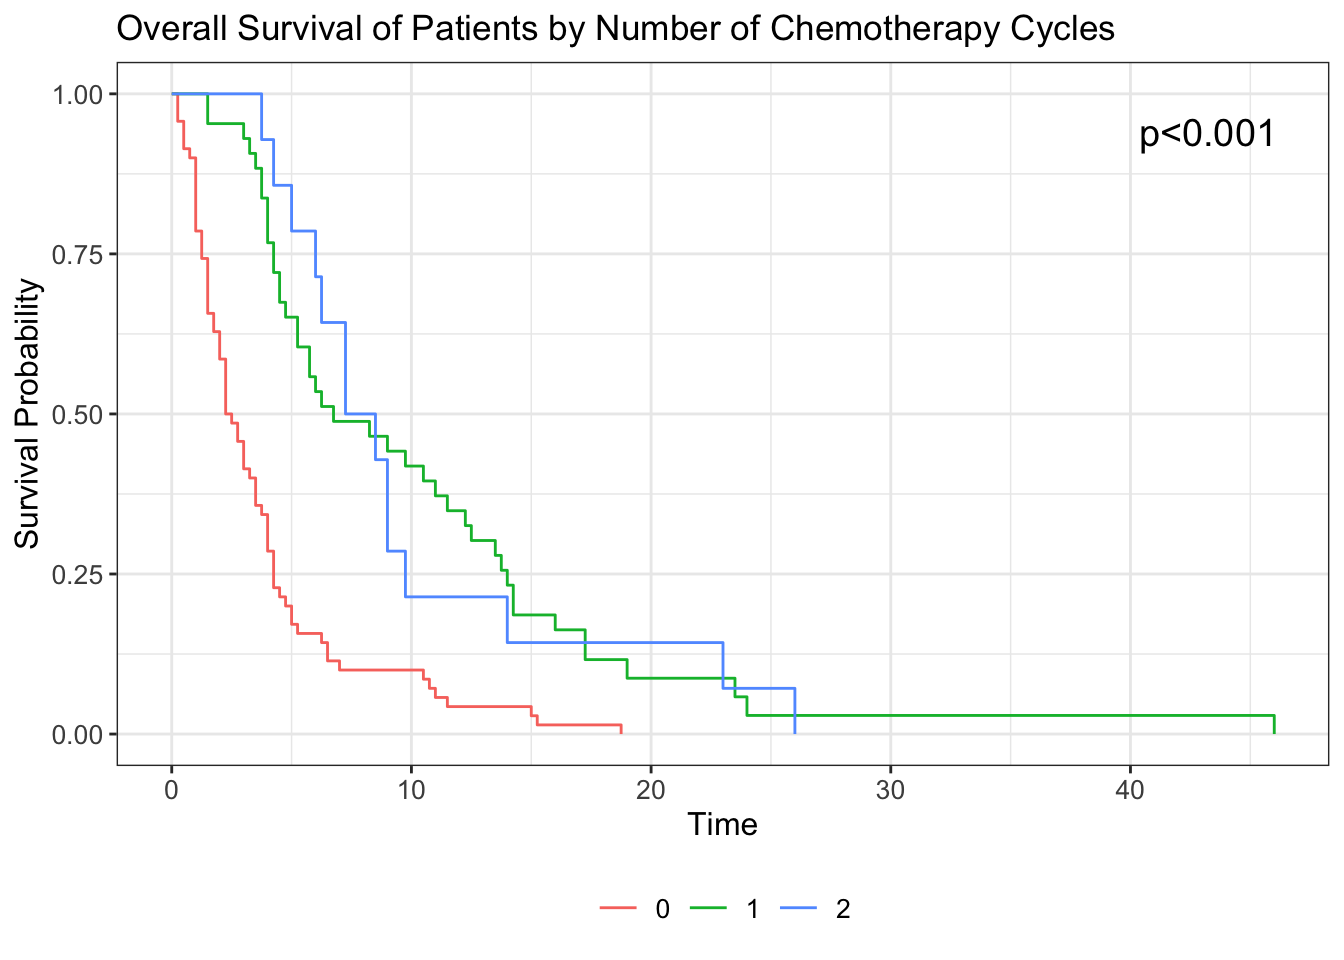 Overall Survival of Patients by Number of Chemotherapy Cycles
p<0.001
Survival Probability
1.00
0.75
0.50
0.25
0.00
0 10 20 30 40
Time
0 1 2